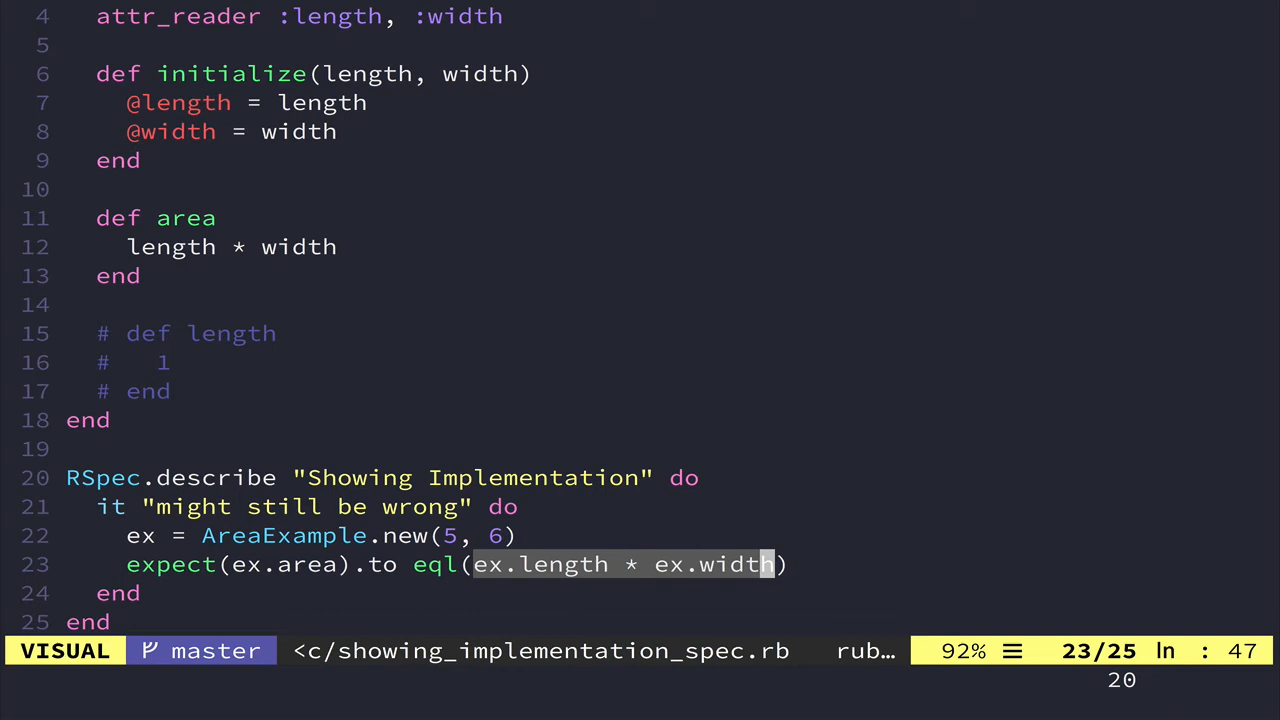 4   attr_reader :length, :width
5
6   def initialize(length, width)
7     @length = length
8     @width = width
9   end
10
11   def area
12     length * width
13   end
14
15   # def length
16   #   1
17   # end
18 end
19
20 RSpec.describe "Showing Implementation" do
21   it "might still be wrong" do
22     ex = AreaExample.new(5, 6)
23     expect(ex.area).to eql(ex.length * ex.width)
24   end
25 end
VISUAL master <c/showing_implementation_spec.rb rub… 92% ☰ 23/25 ln : 47
20